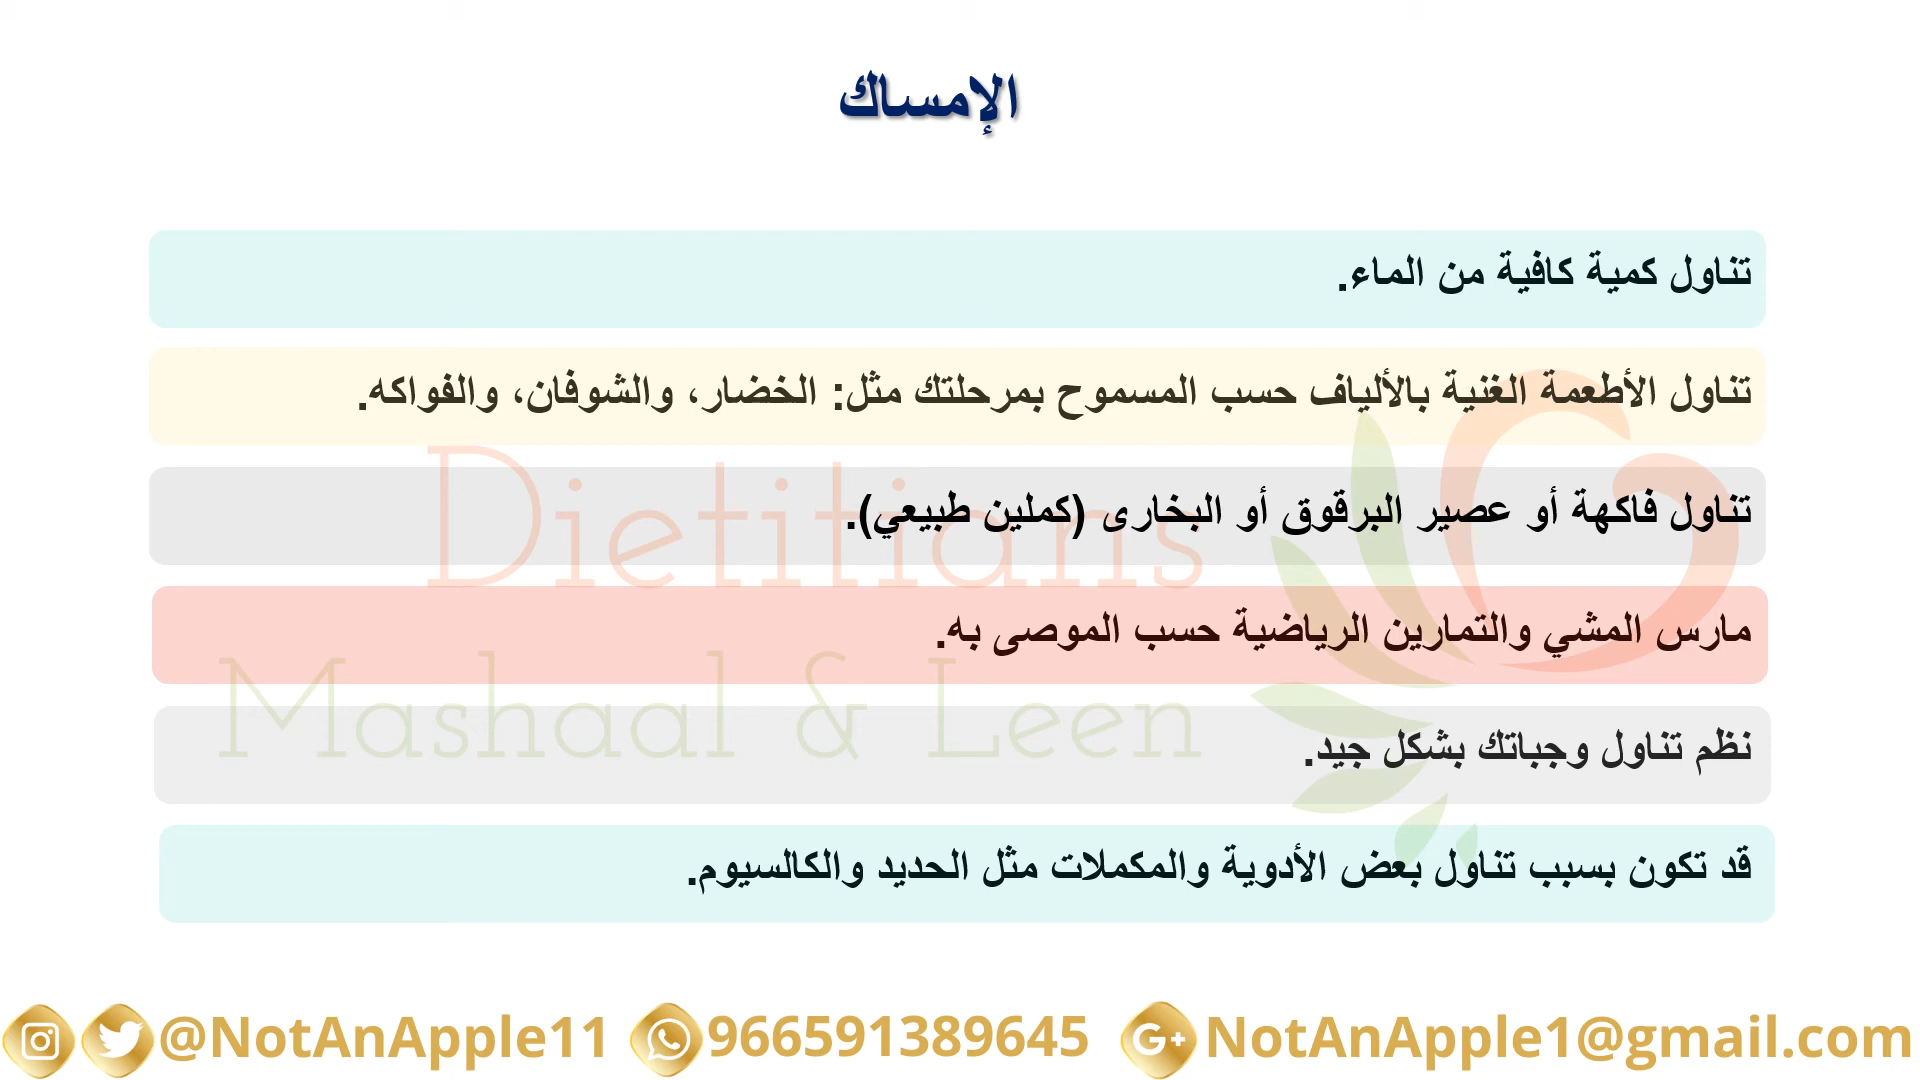 الإمساك
تناول كمية كافية من الماء.
تناول الأطعمة الغنية بالألياف حسب المسموح بمرحلتك مثل: الخضار، والشوفان، والفواكه.
تناول فاكهة أو عصير البرقوق أو البخارى (كملين طبيعي).
مارس المشي والتمارين الرياضية حسب الموصى به.
نظم تناول وجباتك بشكل جيد.
قد تكون بسبب تناول بعض الأدوية والمكملات مثل الحديد والكالسيوم.
Dietitians
Mashaal & Leen
@NotAnApple11 966591389645 G+ NotAnApple1@gmail.com